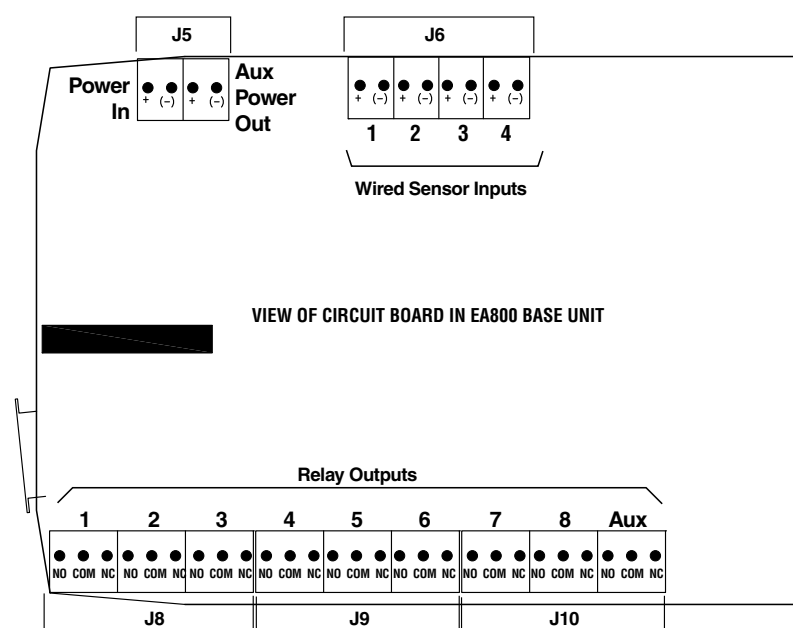 J5
J6
Power In
+ (–) + (–)
Aux Power Out
+ (–) + (–) + (–) + (–)
1 2 3 4
Wired Sensor Inputs
VIEW OF CIRCUIT BOARD IN EA800 BASE UNIT
Relay Outputs
1 2 3 4 5 6 7 8 Aux
NO COM NC NO COM NC NO COM NC NO COM NC NO COM NC NO COM NC NO COM NC NO COM NC NO COM NC
J8 J9 J10